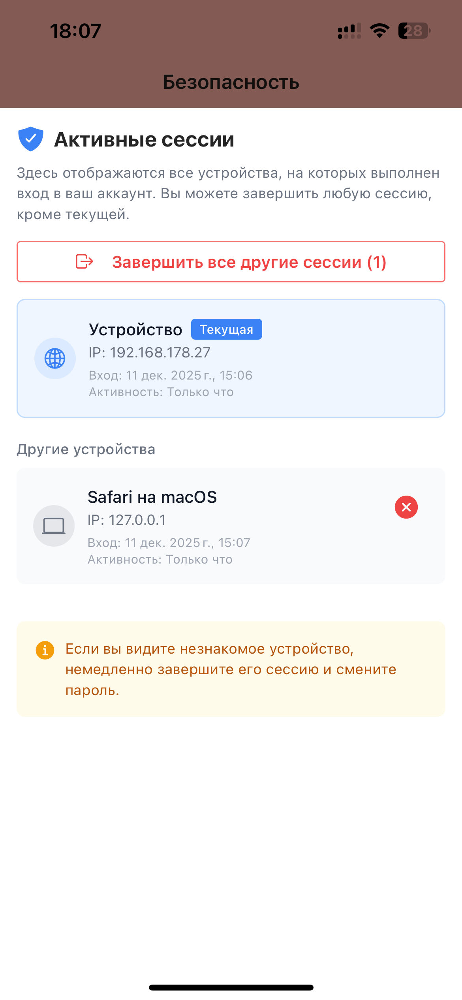 18:07
28
Безопасность
Активные сессии
Здесь отображаются все устройства, на которых выполнен
вход в ваш аккаунт. Вы можете завершить любую сессию,
кроме текущей.
Завершить все другие сессии (1)
Устройство Текущая
IP: 192.168.178.27
Вход: 11 дек. 2025 г., 15:06
Активность: Только что
Другие устройства
Safari на macOS
IP: 127.0.0.1
Вход: 11 дек. 2025 г., 15:07
Активность: Только что
Если вы видите незнакомое устройство,
немедленно завершите его сессию и смените
пароль.